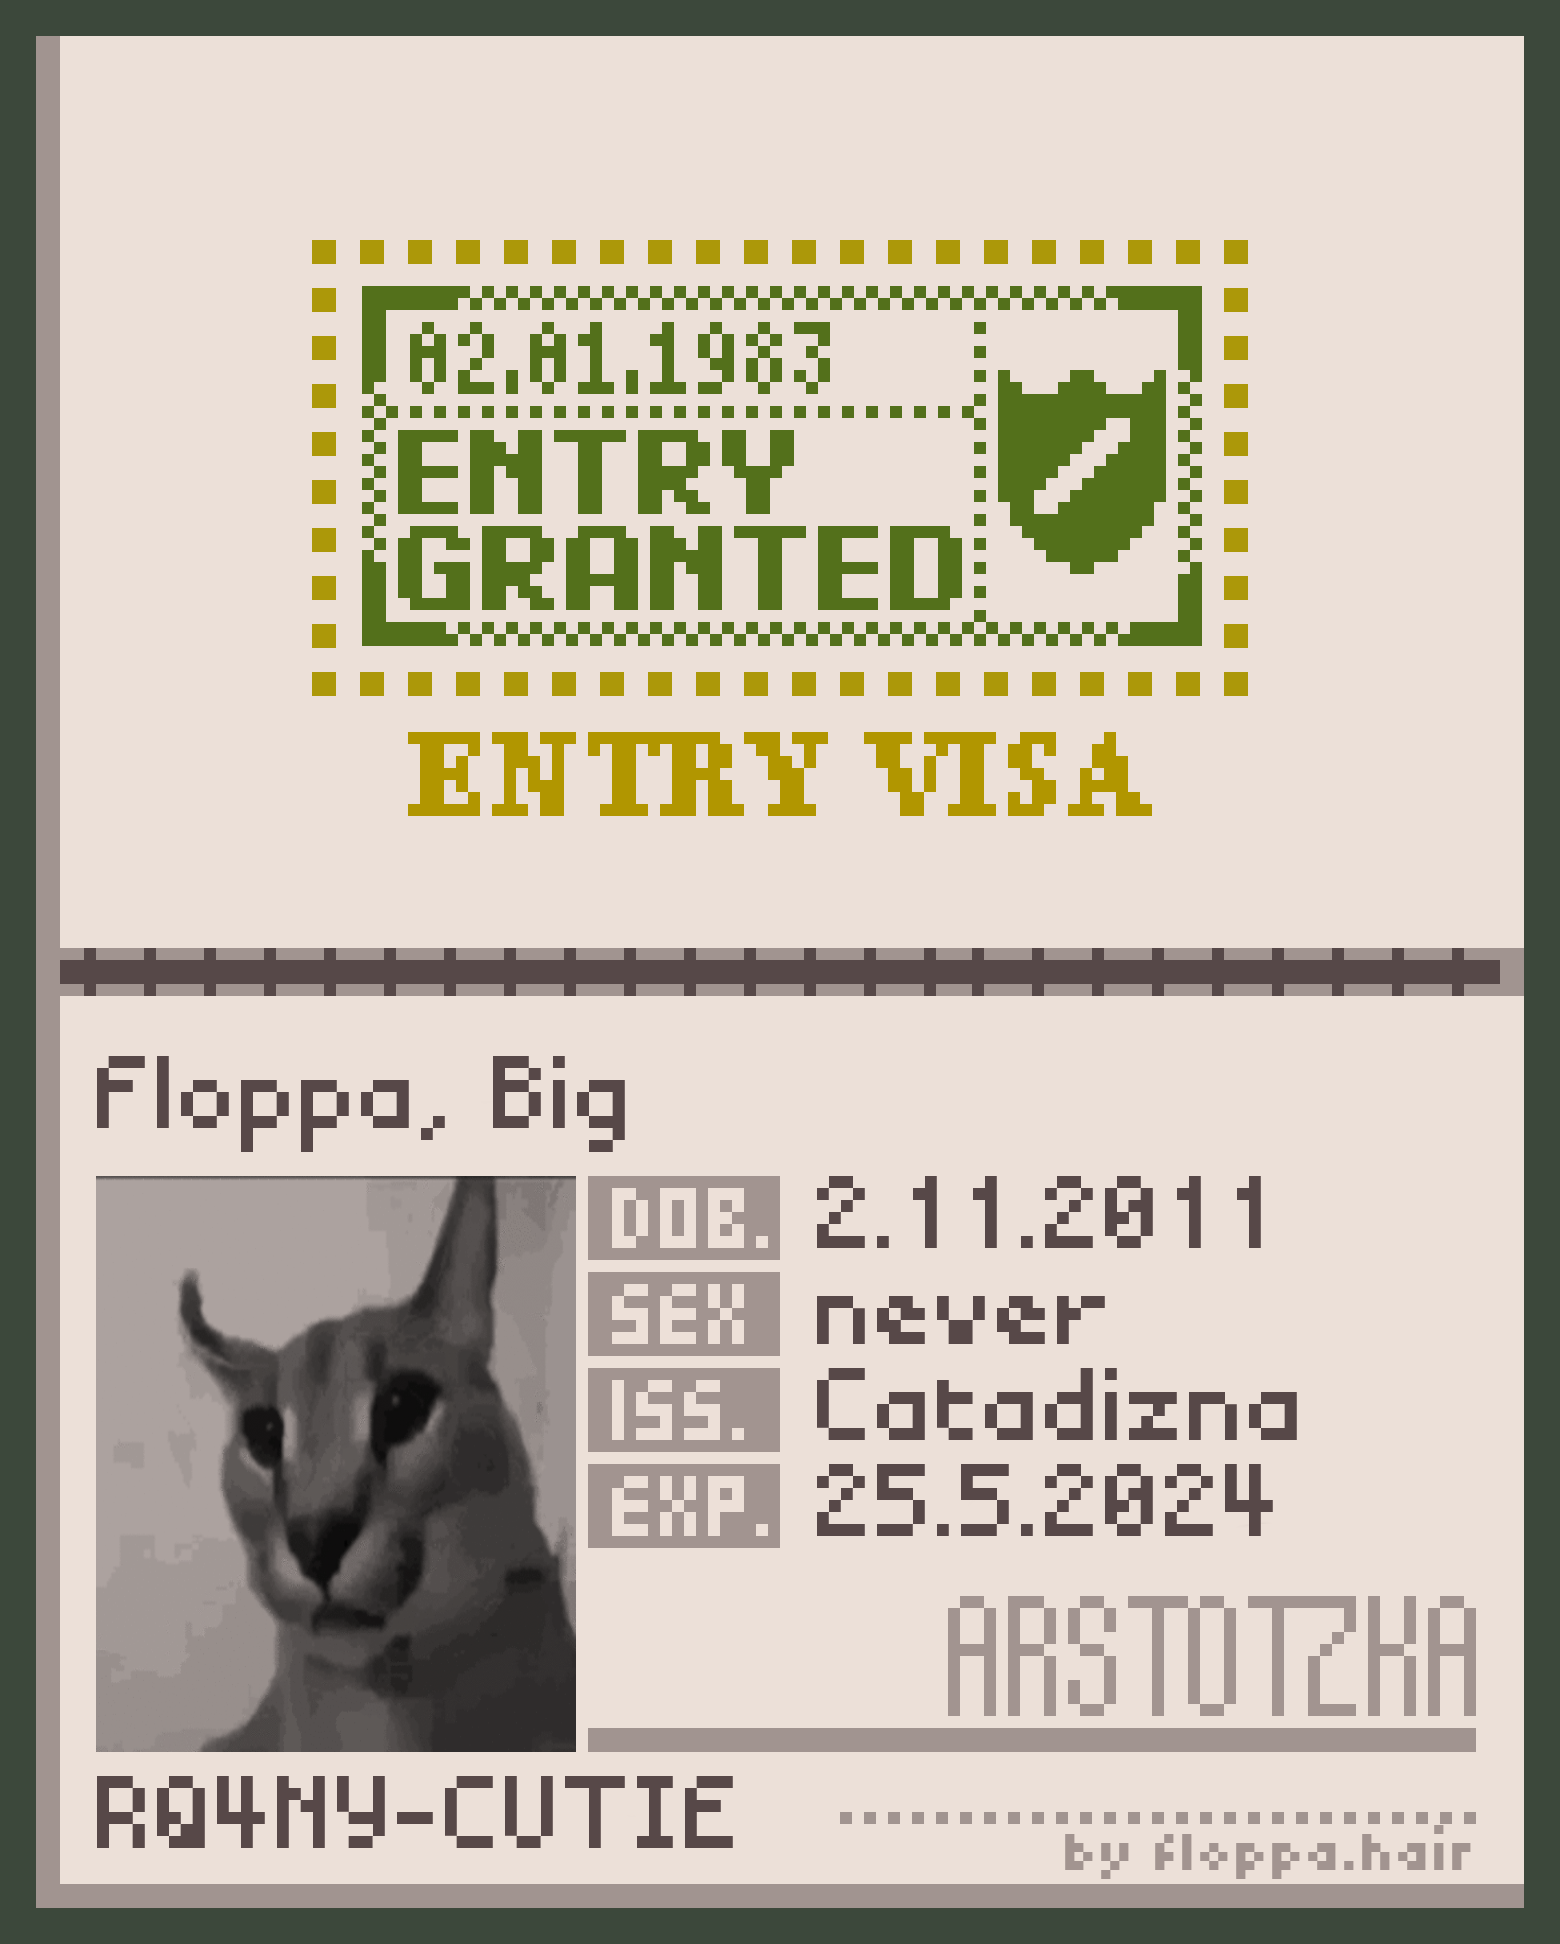 02.01.1983
ENTRY
GRANTED
ENTRY VISA
Floppa, Big
DOB. 2.11.2011
SEX never
ISS. Catadizna
EXP. 25.5.2024
ARSTOTZKA
RQ4NY-CUTIE
by floppa.hair